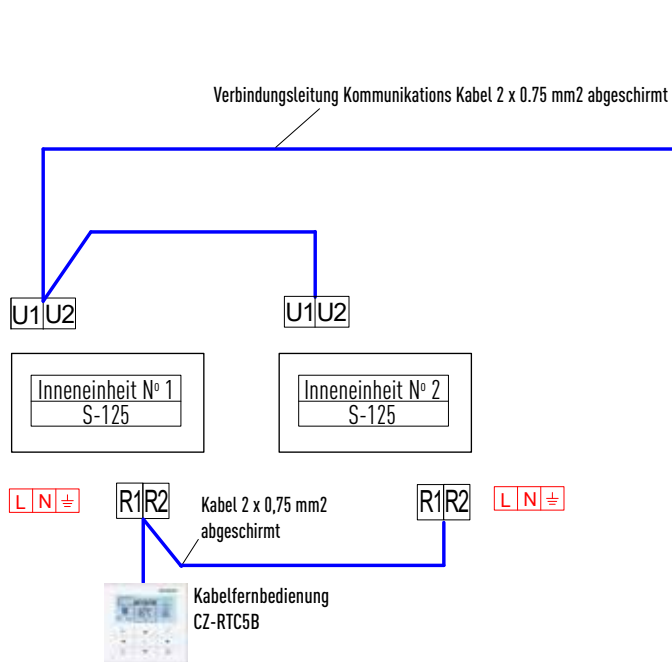 Verbindungsleitung Kommunikations Kabel 2 x 0.75 mm2 abgeschirmt
U1 U2
U1 U2
Inneneinheit Nº 1
S-125
Inneneinheit Nº 2
S-125
L N
R1 R2
Kabel 2 x 0,75 mm2
abgeschirmt
R1 R2
L N
Kabelfernbedienung
CZ-RTC5B